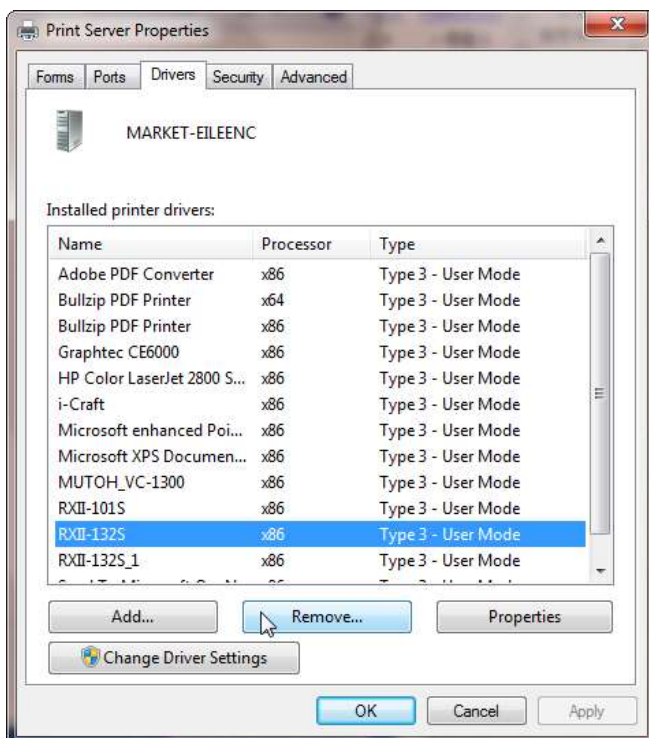 Print Server Properties
Forms Ports Drivers Security Advanced
MARKET-EILEENC
Installed printer drivers:
Name Processor Type
Adobe PDF Converter x86 Type 3 - User Mode
Bullzip PDF Printer x64 Type 3 - User Mode
Bullzip PDF Printer x86 Type 3 - User Mode
Graphtec CE6000 x86 Type 3 - User Mode
HP Color LaserJet 2800 S... x86 Type 3 - User Mode
i-Craft x86 Type 3 - User Mode
Microsoft enhanced Poi... x86 Type 3 - User Mode
Microsoft XPS Documen... x86 Type 3 - User Mode
MUTOH_VC-1300 x86 Type 3 - User Mode
RXII-101S x86 Type 3 - User Mode
RXII-132S x86 Type 3 - User Mode
RXII-132S_1 x86 Type 3 - User Mode
Add... Remove... Properties
Change Driver Settings
OK Cancel Apply